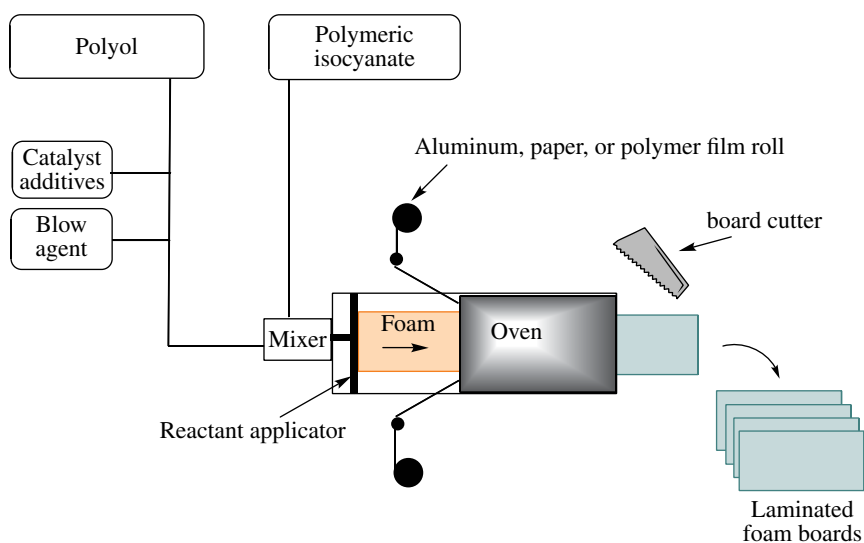 Polyol
Polymeric
isocyanate
Catalyst
additives
Blow
agent
Aluminum, paper, or polymer film roll
board cutter
Mixer
Foam
Oven
Reactant applicator
Laminated
foam boards